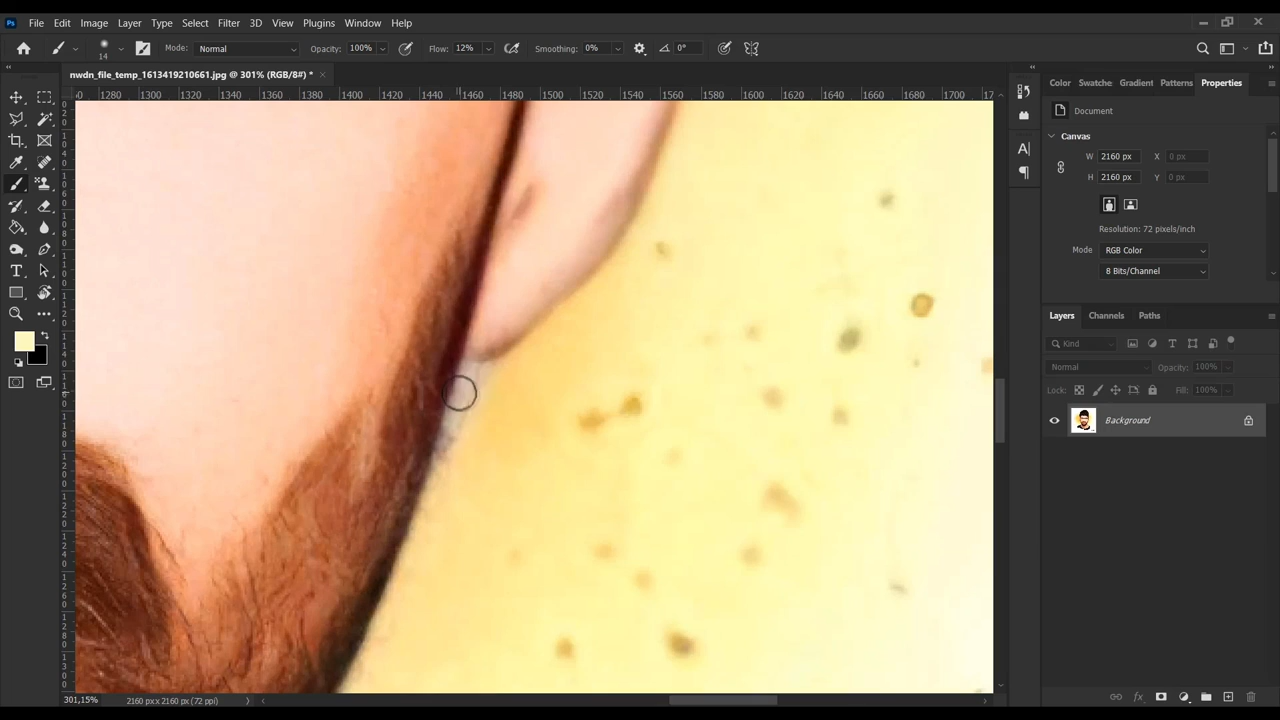 Ps File Edit Image Layer Type Select Filter 3D View Plugins Window Help
14 Mode: Normal Opacity: 100% Flow: 12% Smoothing: 0% 0°
nwdn_file_temp_1613419210661.jpg @ 301% (RGB/8#) *
1280 1300 1320 1340 1360 1380 1400 1420 1440 1460 1480 1500 1520 1540 1560 1580 1600 1620 1640 1660 1680 1700
Color Swatche Gradient Patterns Properties
Document
Canvas
W 2160 px X 0 px
H 2160 px Y 0 px
Resolution: 72 pixels/inch
Mode RGB Color
8 Bits/Channel
Layers Channels Paths
Kind
Normal Opacity: 100%
Lock: Fill: 100%
Background
301,15% 2160 px x 2160 px (72 ppi)